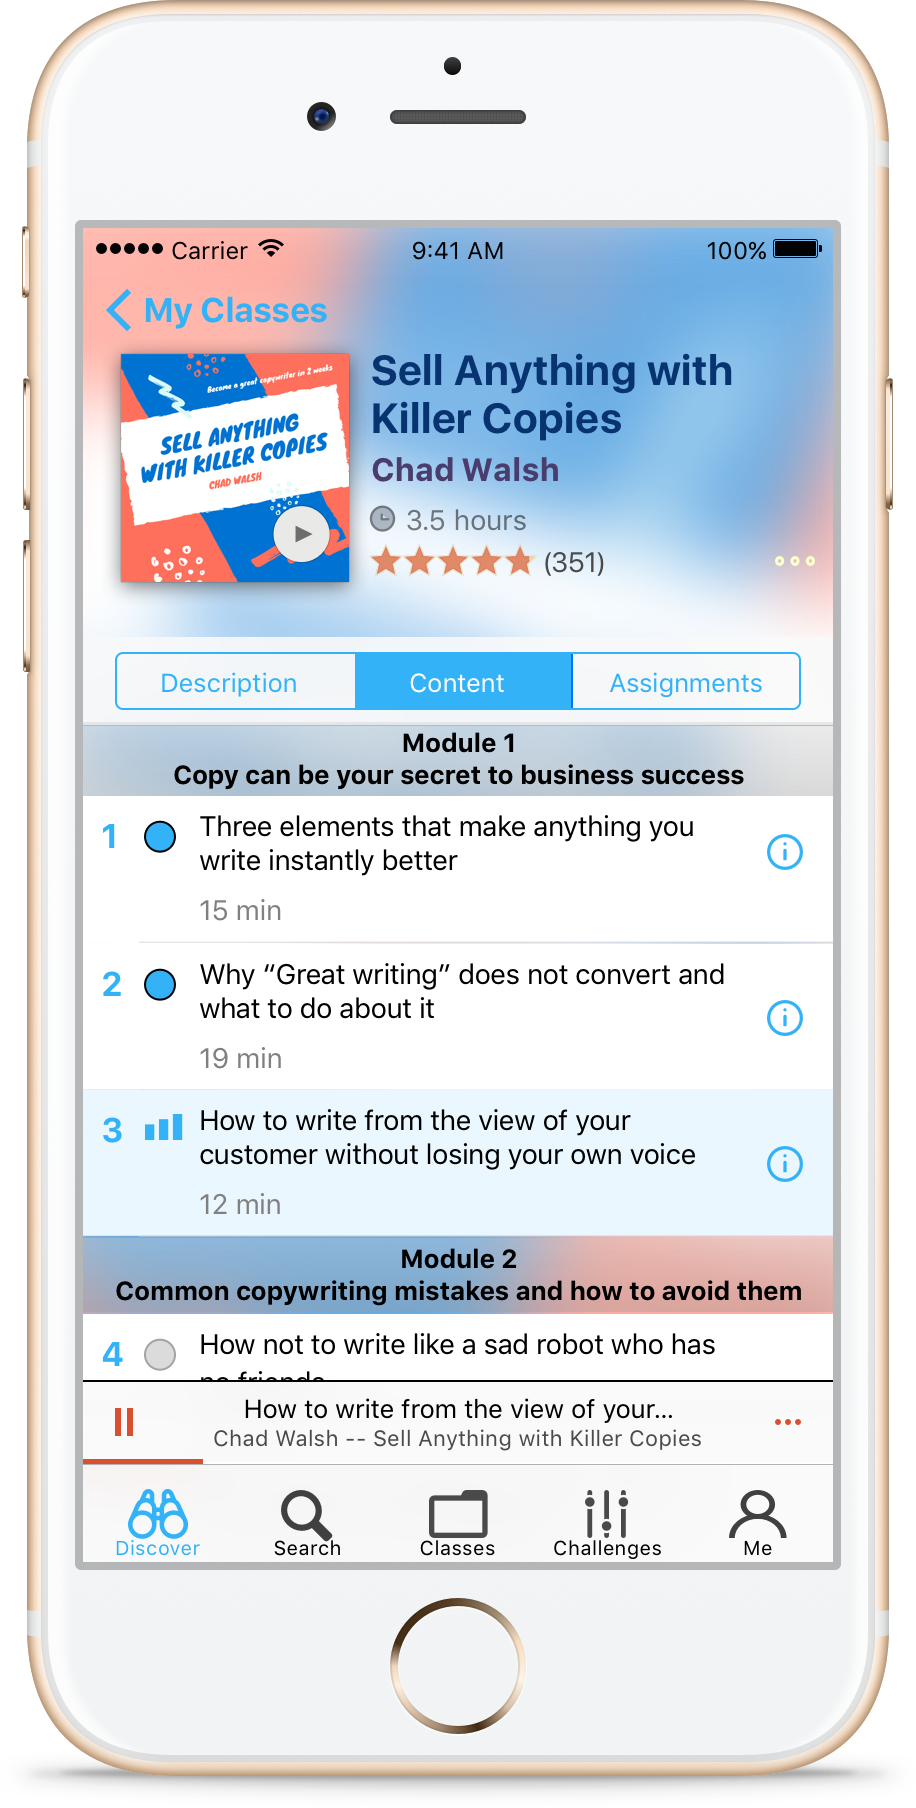 Carrier 9:41 AM 100%
My Classes
Become a great copywriter in 2 weeks
SELL ANYTHING
WITH KILLER COPIES
CHAD WALSH
Sell Anything with
Killer Copies
Chad Walsh
3.5 hours
(351)
Description Content Assignments
Module 1
Copy can be your secret to business success
1 Three elements that make anything you
write instantly better
15 min
2 Why “Great writing” does not convert and
what to do about it
19 min
3 How to write from the view of your
customer without losing your own voice
12 min
Module 2
Common copywriting mistakes and how to avoid them
4 How not to write like a sad robot who has
no friends
How to write from the view of your...
Chad Walsh -- Sell Anything with Killer Copies
Discover Search Classes Challenges Me